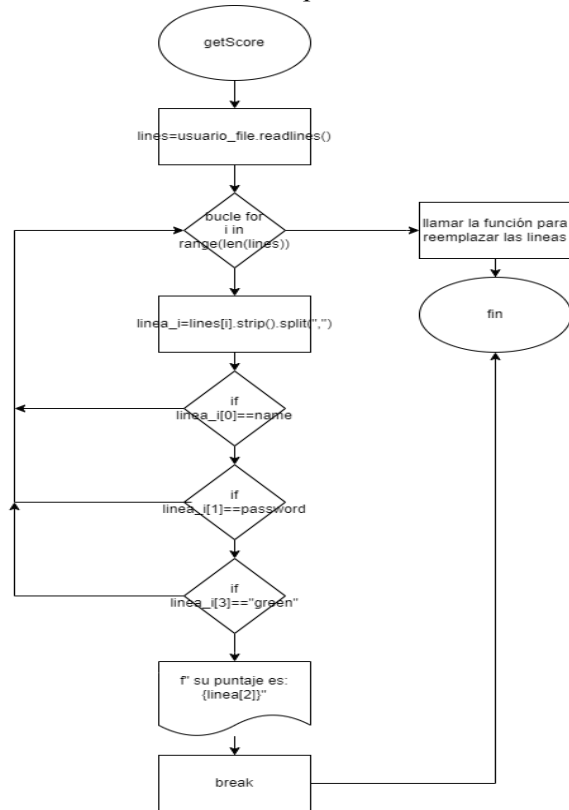 getScore
lines=usuario_file.readlines()
bucle for
i in
range(len(lines))
llamar la función para
reemplazar las lineas
fin
linea_i=lines[i].strip().split(",")
if
linea_i[0]==name
if
linea_i[1]==password
if
linea_i[3]=="green"
f" su puntaje es:
{linea[2]}"
break